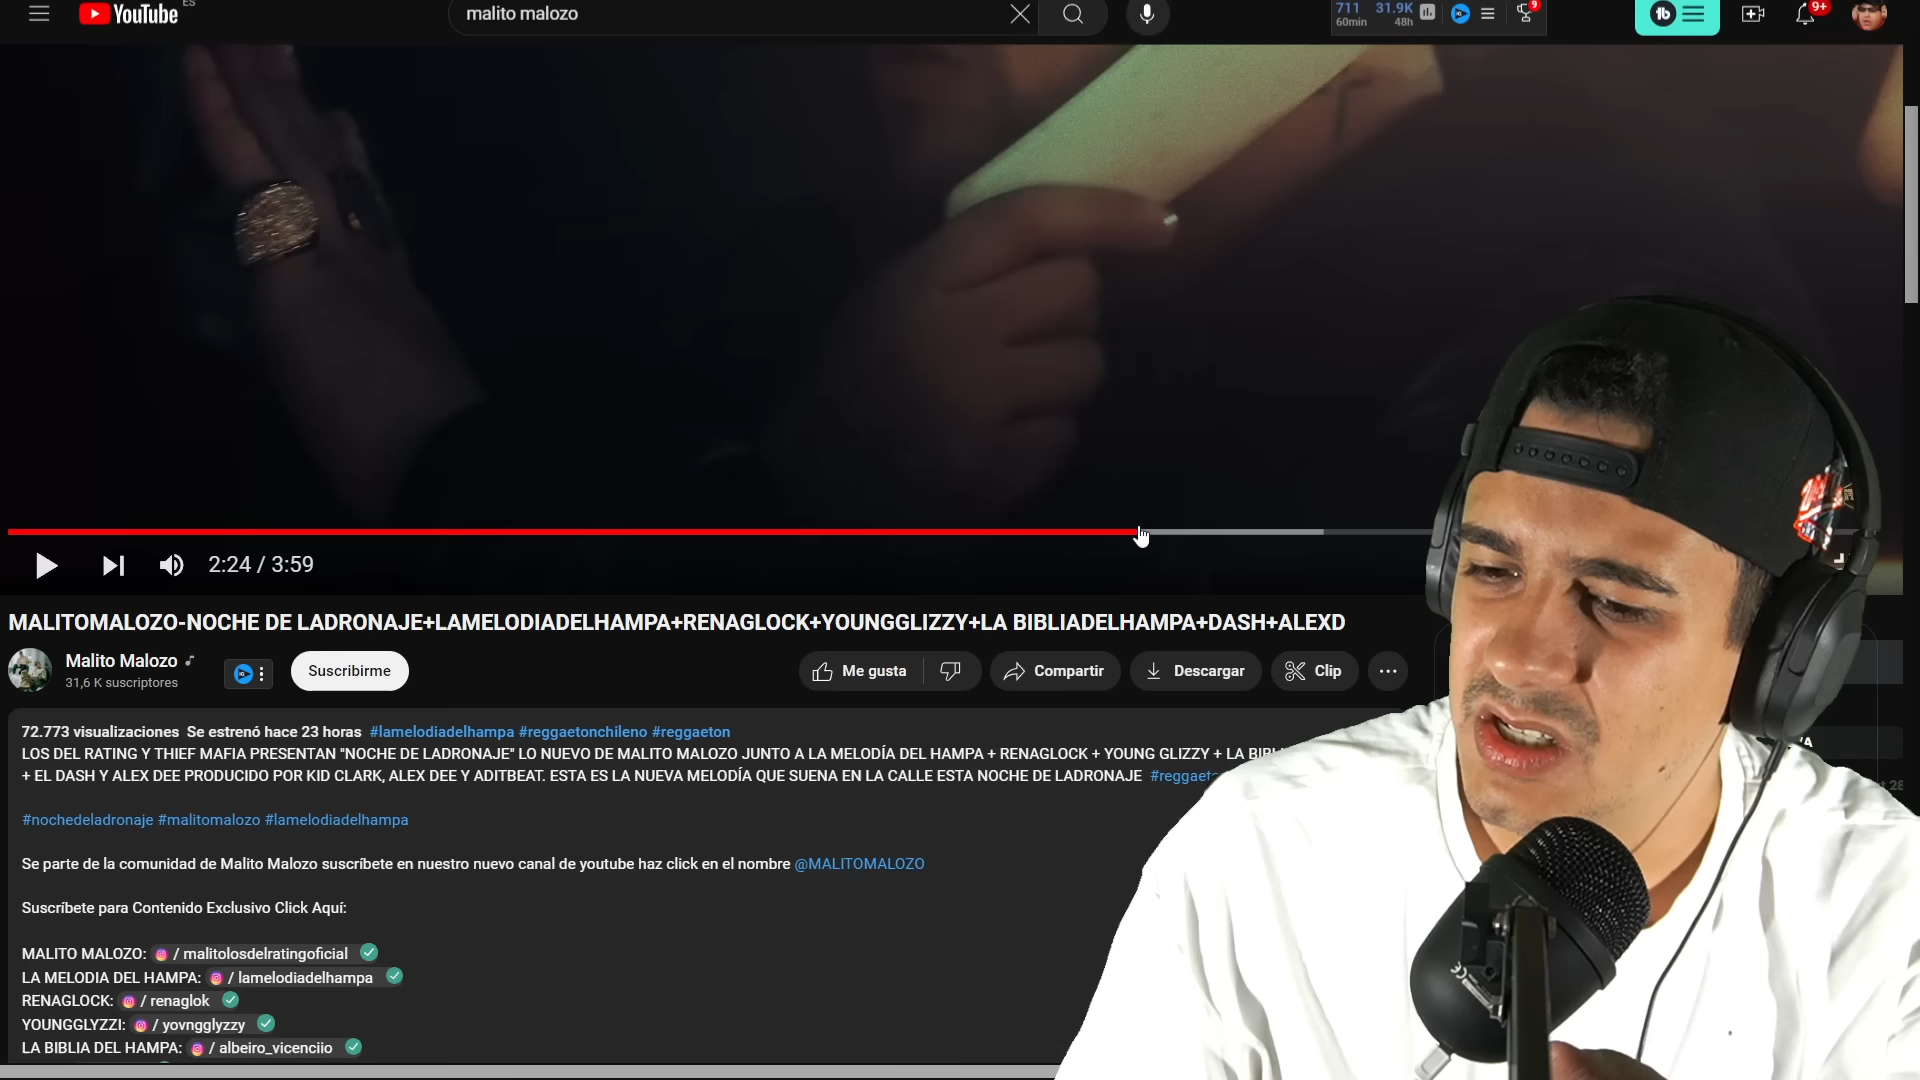 YouTube ES
malito malozo
711 31.9K
60min 48h
9
9+
2:24 / 3:59
MALITOMALOZO-NOCHE DE LADRONAJE+LAMELODIADELHAMPA+RENAGLOCK+YOUNGGLIZZY+LA BIBLIADELHAMPA+DASH+ALEXD
Malito Malozo
31,6 K suscriptores
Suscribirme
Me gusta
Compartir
Descargar
Clip
72.773 visualizaciones Se estrenó hace 23 horas #lamelodiadelhampa #reggaetonchileno #reggaeton
LOS DEL RATING Y THIEF MAFIA PRESENTAN "NOCHE DE LADRONAJE" LO NUEVO DE MALITO MALOZO JUNTO A LA MELODÍA DEL HAMPA + RENAGLOCK + YOUNG GLIZZY + LA
+ EL DASH Y ALEX DEE PRODUCIDO POR KID CLARK, ALEX DEE Y ADITBEAT. ESTA ES LA NUEVA MELODÍA QUE SUENA EN LA CALLE ESTA NOCHE DE LADRONAJE
#nochedeladronaje #malitomalozo #lamelodiadelhampa
Se parte de la comunidad de Malito Malozo suscríbete en nuestro nuevo canal de youtube haz click en el nombre @MALITOMALOZO
Suscríbete para Contenido Exclusivo Click Aquí:
MALITO MALOZO: / malitolosdelratingoficial
LA MELODIA DEL HAMPA: / lamelodiadelhampa
RENAGLOCK: / renaglok
YOUNGGLYZZI: / yovngglyzzy
LA BIBLIA DEL HAMPA: / albeiro_vicenciio